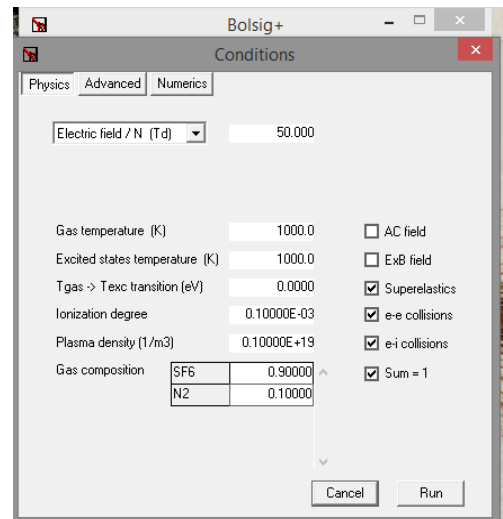 Bolsig+
Conditions
Physics Advanced Numerics
Electric field / N (Td) 50.000
Gas temperature (K) 1000.0 AC field
Excited states temperature (K) 1000.0 ExB field
Tgas -> Texc transition (eV) 0.0000 Superelastics
Ionization degree 0.10000E-03 e-e collisions
Plasma density (1/m3) 0.10000E+19 e-i collisions
Gas composition SF6 0.90000 Sum = 1
N2 0.10000
Cancel Run